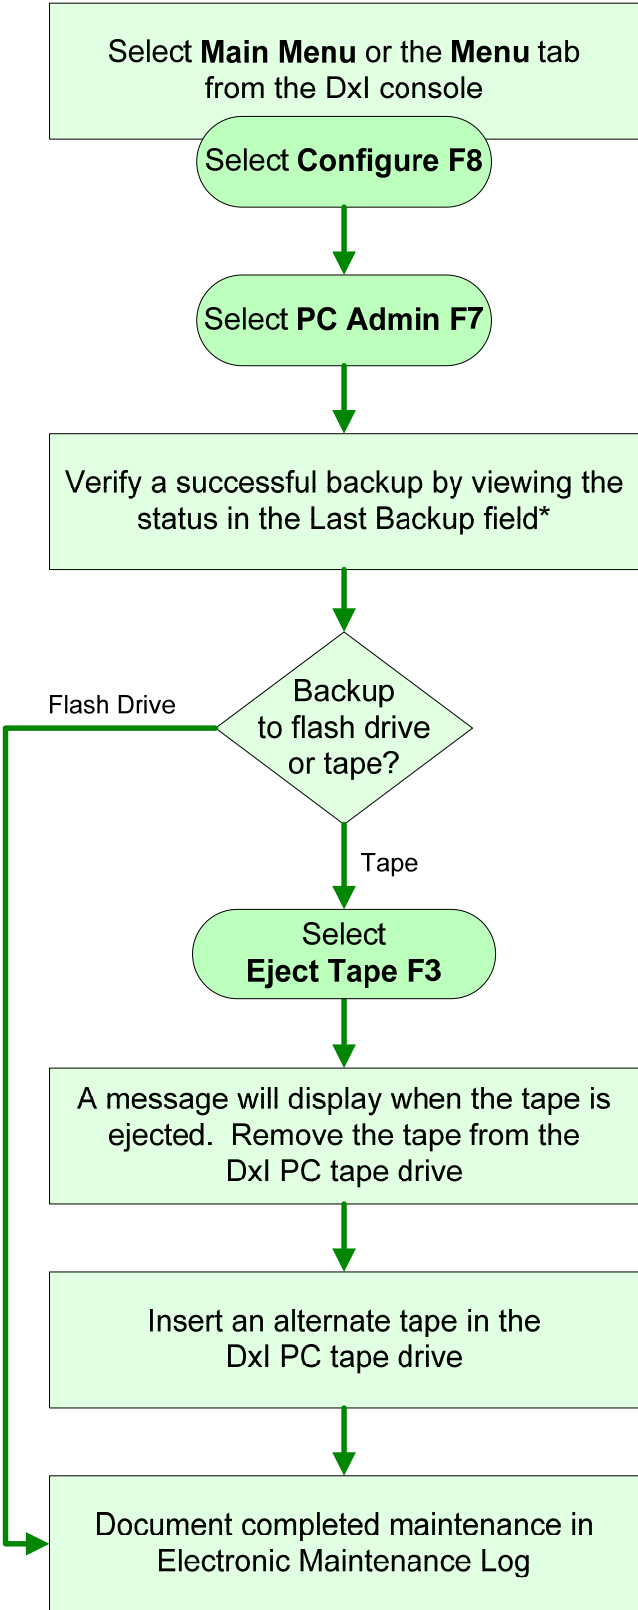 Select Main Menu or the Menu tab
from the DxI console
Select Configure F8
Select PC Admin F7
Verify a successful backup by viewing the
status in the Last Backup field*
Flash Drive
Backup
to flash drive
or tape?
Tape
Select
Eject Tape F3
A message will display when the tape is
ejected.  Remove the tape from the
DxI PC tape drive
Insert an alternate tape in the
DxI PC tape drive
Document completed maintenance in
Electronic Maintenance Log